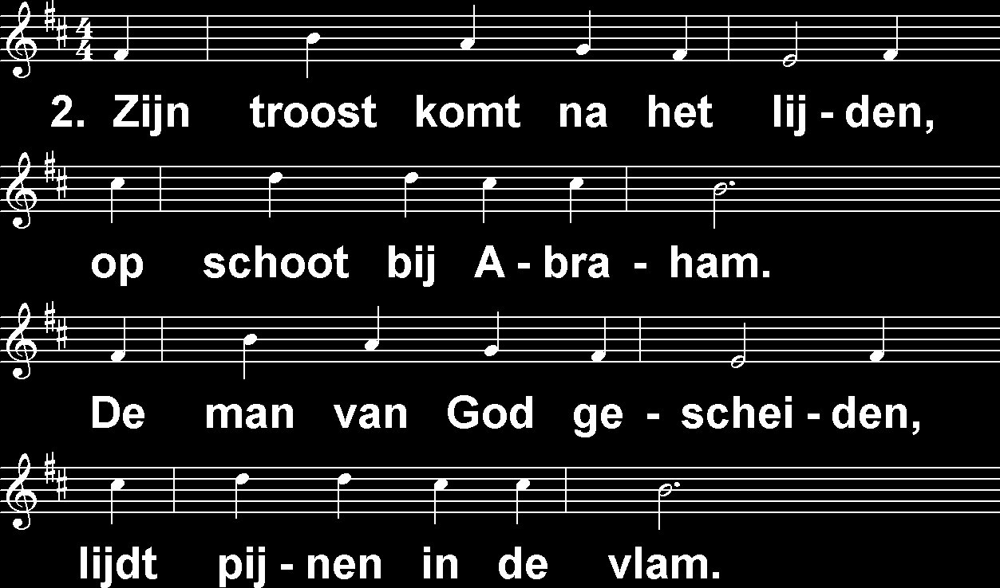 2. Zijn troost komt na het lij - den,
op schoot bij A - bra - ham.
De man van God ge - schei - den,
lijdt pij - nen in de vlam.